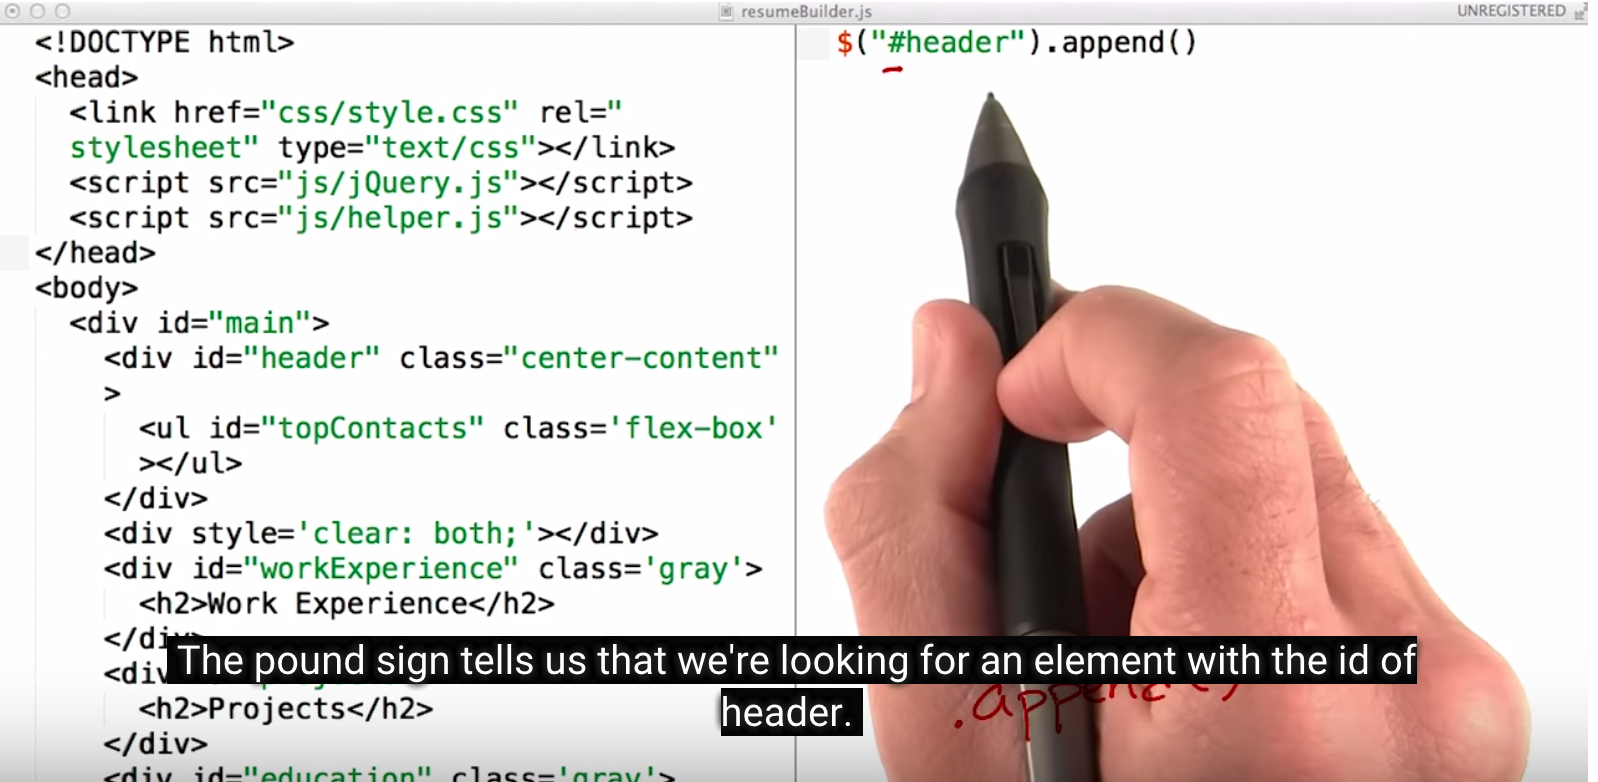 resumeBuilder.js
UNREGISTERED
<!DOCTYPE html>
<head>
<link href="css/style.css" rel="
stylesheet" type="text/css"></link>
<script src="js/jQuery.js"></script>
<script src="js/helper.js"></script>
</head>
<body>
<div id="main">
<div id="header" class="center-content"
>
<ul id="topContacts" class='flex-box'
></ul>
</div>
<div style='clear: both;'></div>
<div id="workExperience" class='gray'>
<h2>Work Experience</h2>
</div>
<div
<h2>Projects</h2>
</div>
<div id="education" class='gray'>
$("#header").append()
.append()
The pound sign tells us that we're looking for an element with the id of
header.